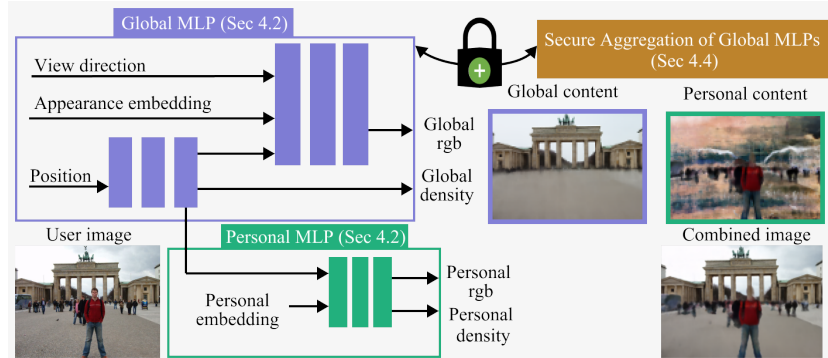 Global MLP (Sec 4.2)
View direction
Appearance embedding
Position
Global
rgb
Global
density
Secure Aggregation of Global MLPs
(Sec 4.4)
Global content
Personal content
User image
Personal MLP (Sec 4.2)
Personal
embedding
Personal
rgb
Personal
density
Combined image